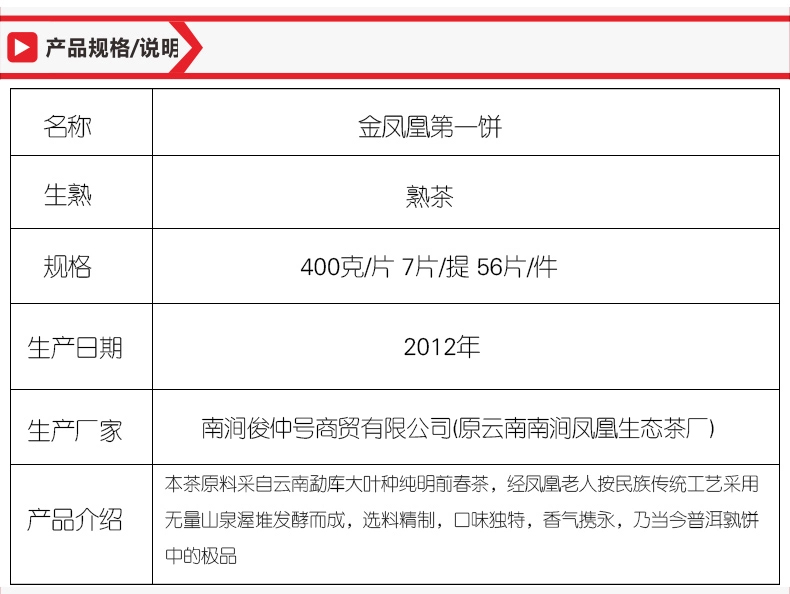 产品规格/说明
名称
金凤凰第一饼
生熟
熟茶
规格
400克/片 7片/提 56片/件
生产日期
2012年
生产厂家
南涧俊仲号商贸有限公司(原云南南涧凤凰生态茶厂)
产品介绍
本茶原料采自云南勐库大叶种纯明前春茶，经凤凰老人按民族传统工艺采用
无量山泉渥堆发酵而成，选料精制，口味独特，香气携永，乃当今普洱孰饼
中的极品